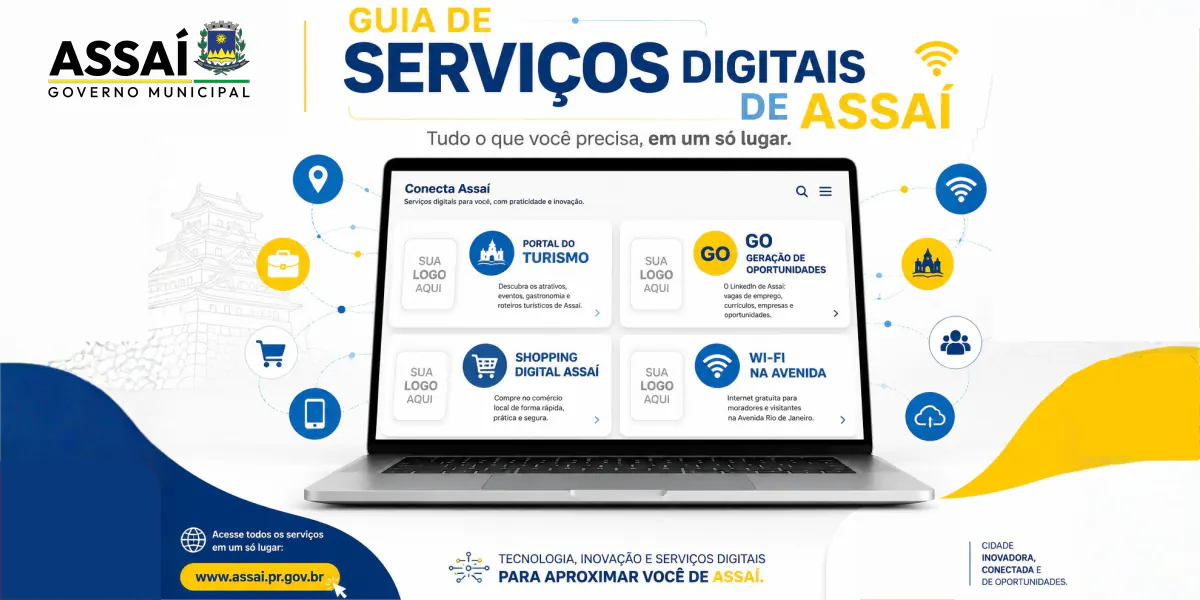 ASSAÍ
GOVERNO MUNICIPAL
GUIA DE
SERVIÇOS DIGITAIS
DE ASSAÍ
Tudo o que você precisa, em um só lugar.
Conecta Assaí
Serviços digitais para você, com praticidade e inovação.
SUA
LOGO
AQUI
PORTAL DO
TURISMO
Descubra os atrativos,
eventos, gastronomia e
roteiros turísticos de Assaí.
SUA
LOGO
AQUI
GO
GO
GERAÇÃO DE
OPORTUNIDADES
O LinkedIn de Assaí:
vagas de emprego,
currículos, empresas e
oportunidades.
SUA
LOGO
AQUI
SHOPPING
DIGITAL ASSAÍ
Compre no comércio
local de forma rápida,
prática e segura.
SUA
LOGO
AQUI
WI-FI
NA AVENIDA
Internet gratuita para
moradores e visitantes
na Avenida Rio de Janeiro.
Acesse todos os serviços
em um só lugar:
www.assai.pr.gov.br
TECNOLOGIA, INOVAÇÃO E SERVIÇOS DIGITAIS
PARA APROXIMAR VOCÊ DE ASSAÍ.
CIDADE
INOVADORA,
CONECTADA E
DE OPORTUNIDADES.